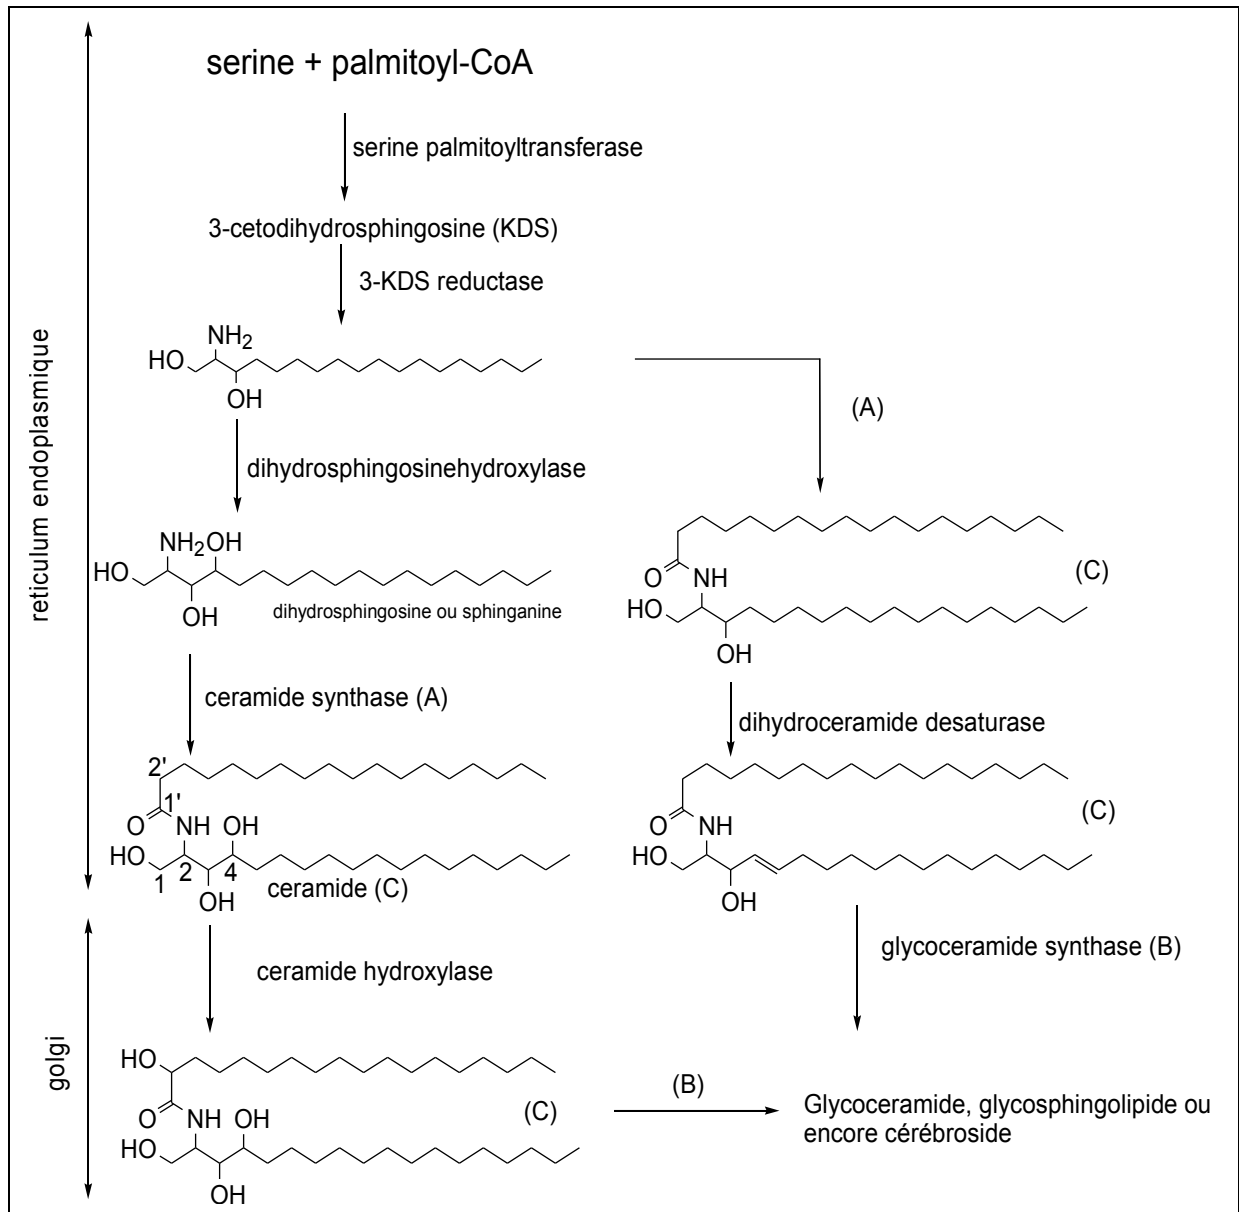 serine + palmitoyl-CoA
serine palmitoyltransferase
3-cetodihydrosphingosine (KDS)
3-KDS reductase
NH2
HO
OH
(A)
dihydrosphingosinehydroxylase
NH2OH
HO
OH
dihydrosphingosine ou sphinganine
(C)
O
NH
HO
OH
ceramide synthase (A)
dihydroceramide desaturase
2'
1'
O
NH
OH
HO
1
2
4
OH
ceramide (C)
(C)
O
NH
HO
OH
reticulum endoplasmique
ceramide hydroxylase
glycoceramide synthase (B)
golgi
HO
O
NH
OH
HO
OH
(C)
(B)
Glycoceramide, glycosphingolipide ou
encore cérébroside